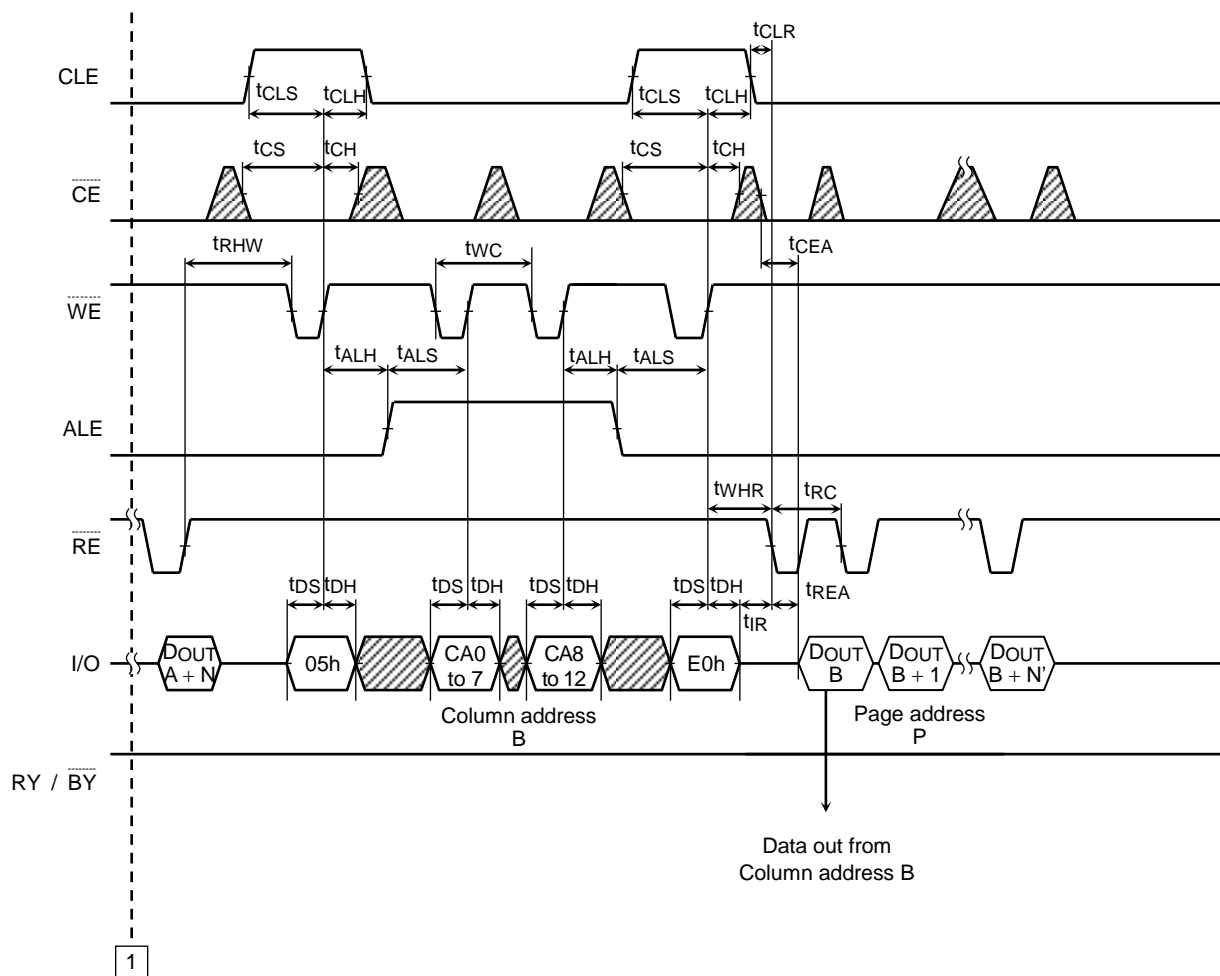 tCLR
CLE
tCLS
tCLH
tCLS
tCLH
tCS
tCH
tCS
tCH
CE
tRHW
tWC
tCEA
WE
tALH
tALS
tALH
tALS
ALE
tWHR
tRC
RE
tDS
tDH
tDS
tDH
tDS
tDH
tDS
tDH
tREA
tIR
I/O
DOUT
A + N
05h
CA0
to 7
CA8
to 12
E0h
DOUT
B
DOUT
B + 1
DOUT
B + N’
Column address
B
Page address
P
RY / BY
Data out from
Column address B
1